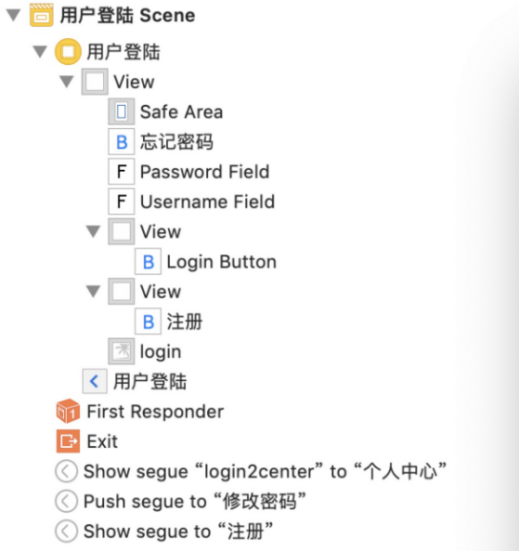 用户登陆 Scene
用户登陆
View
Safe Area
B 忘记密码
F Password Field
F Username Field
View
B Login Button
View
B 注册
login
用户登陆
First Responder
Exit
Show segue “login2center” to “个人中心”
Push segue to “修改密码”
Show segue to “注册”